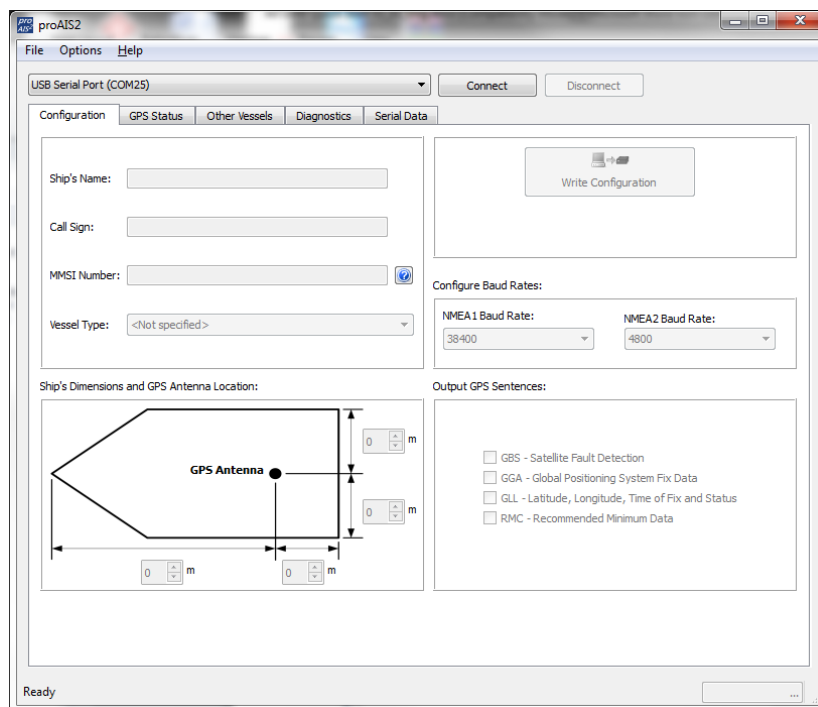 pro AIS² proAIS2
File Options Help
USB Serial Port (COM25) Connect Disconnect
Configuration GPS Status Other Vessels Diagnostics Serial Data
Ship's Name:
Call Sign:
MMSI Number:
Vessel Type: <Not specified>
Write Configuration
Configure Baud Rates:
NMEA1 Baud Rate: NMEA2 Baud Rate:
38400 4800
Ship's Dimensions and GPS Antenna Location:
0 m
GPS Antenna
0 m
0 m 0 m
Output GPS Sentences:
GBS - Satellite Fault Detection
GGA - Global Positioning System Fix Data
GLL - Latitude, Longitude, Time of Fix and Status
RMC - Recommended Minimum Data
Ready ...